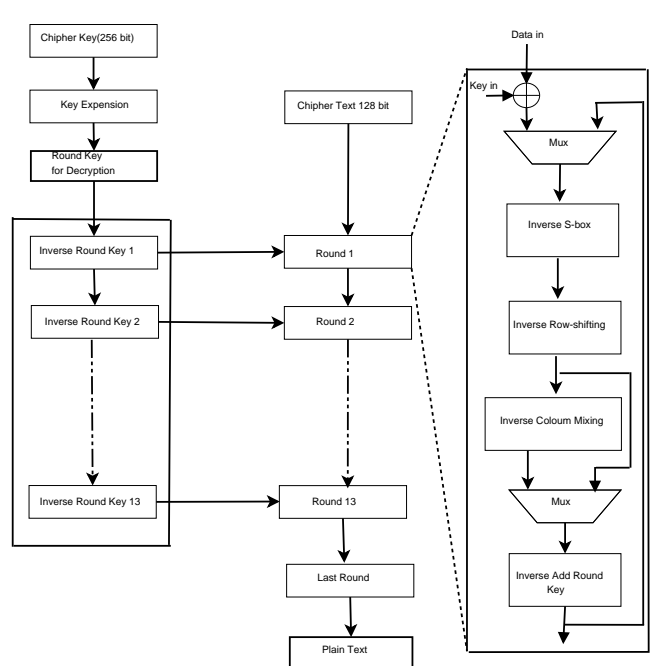 Chipher Key(256 bit)
Key Expension
Round Key
for Decryption
Inverse Round Key 1
Inverse Round Key 2
Inverse Round Key 13
Chipher Text 128 bit
Round 1
Round 2
Round 13
Last Round
Plain Text
Data in
Key in
Mux
Inverse S-box
Inverse Row-shifting
Inverse Coloum Mixing
Mux
Inverse Add Round
Key